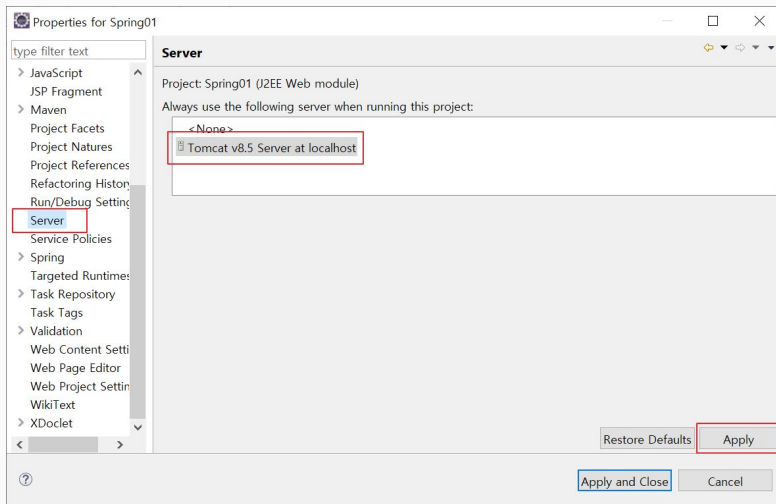 Properties for Spring01
type filter text
Server
JavaScript
JSP Fragment
Maven
Project Facets
Project Natures
Project References
Refactoring History
Run/Debug Setting
Server
Service Policies
Spring
Targeted Runtimes
Task Repository
Task Tags
Validation
Web Content Setti
Web Page Editor
Web Project Settin
WikiText
XDoclet
Project: Spring01 (J2EE Web module)
Always use the following server when running this project:
<None>
Tomcat v8.5 Server at localhost
Restore Defaults
Apply
Apply and Close
Cancel